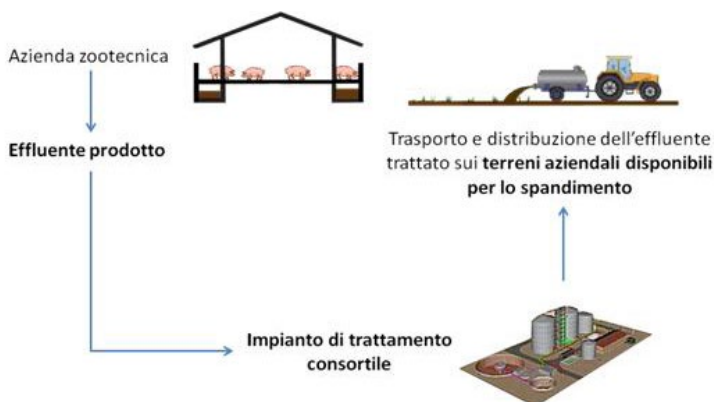 Azienda zootecnica
Effluente prodotto
Impianto di trattamento
consortile
Trasporto e distribuzione dell'effluente
trattato sui terreni aziendali disponibili
per lo spandimento